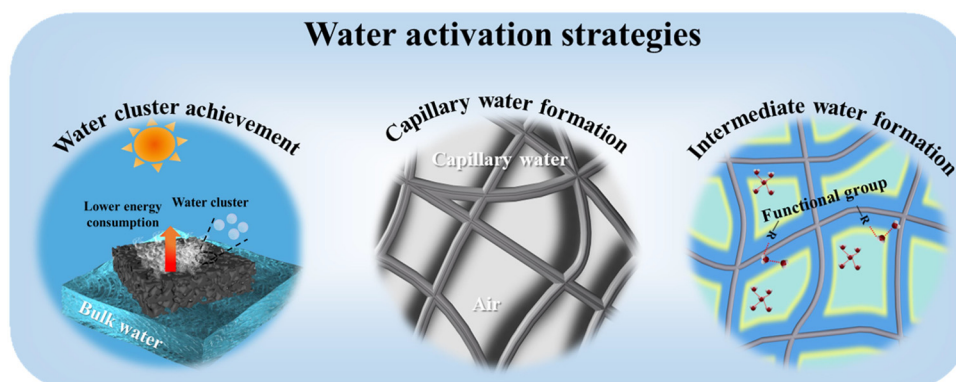 Water activation strategies
Water cluster achievement
Lower energy
consumption
Water cluster
Bulk water
Capillary water formation
Capillary water
Air
Intermediate water formation
Functional group
R
R